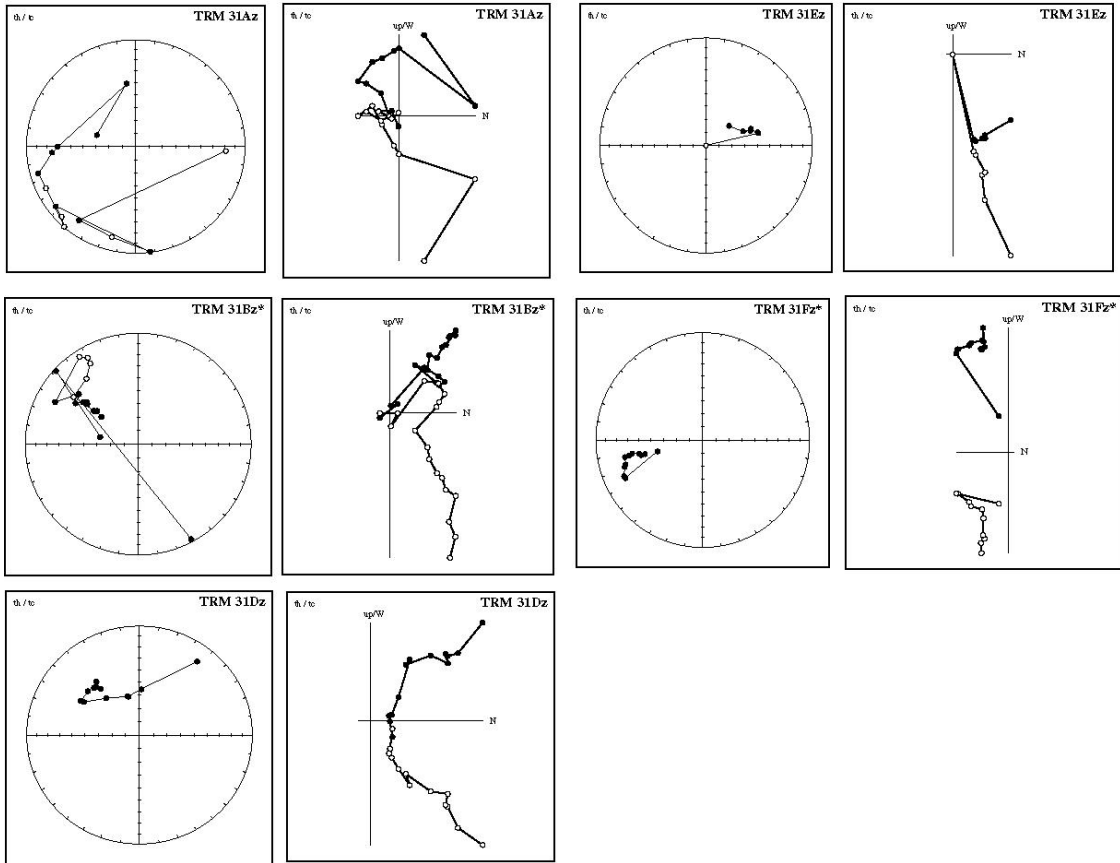 th / tc TRM 31Az
th / tc TRM 31Az
up/W
N
th / tc TRM 31Ez
th / tc TRM 31Ez
up/W
N
th / tc TRM 31Bz*
th / tc TRM 31Bz*
up/W
N
th / tc TRM 31Fz*
th / tc TRM 31Fz*
up/W
N
th / tc TRM 31Dz
th / tc TRM 31Dz
up/W
N